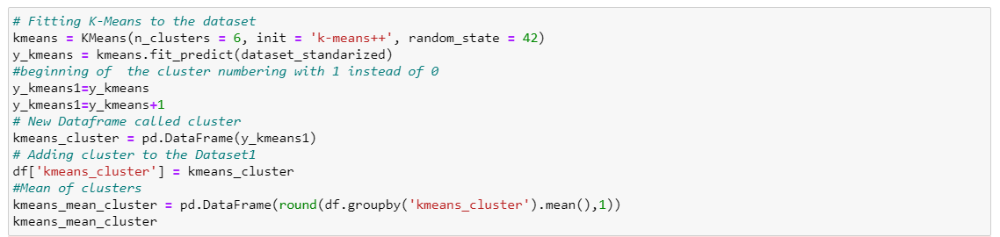 # Fitting K-Means to the dataset
kmeans = KMeans(n_clusters = 6, init = 'k-means++', random_state = 42)
y_kmeans = kmeans.fit_predict(dataset_standarized)
#beginning of  the cluster numbering with 1 instead of 0
y_kmeans1=y_kmeans
y_kmeans1=y_kmeans+1
# New Dataframe called cluster
kmeans_cluster = pd.DataFrame(y_kmeans1)
# Adding cluster to the Dataset1
df['kmeans_cluster'] = kmeans_cluster
#Mean of clusters
kmeans_mean_cluster = pd.DataFrame(round(df.groupby('kmeans_cluster').mean(),1))
kmeans_mean_cluster